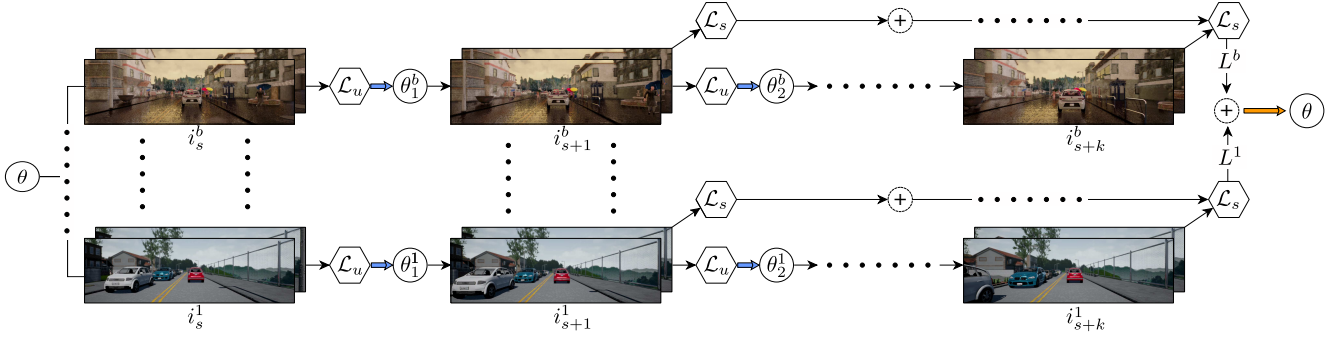 ℒ_s + ℒ_s
L^b
ℒ_u θ_1^b ℒ_u θ_2^b
i_s^b i_{s+1}^b i_{s+k}^b + θ
θ
L^1
ℒ_s + ℒ_s
ℒ_u θ_1^1 ℒ_u θ_2^1
i_s^1 i_{s+1}^1 i_{s+k}^1